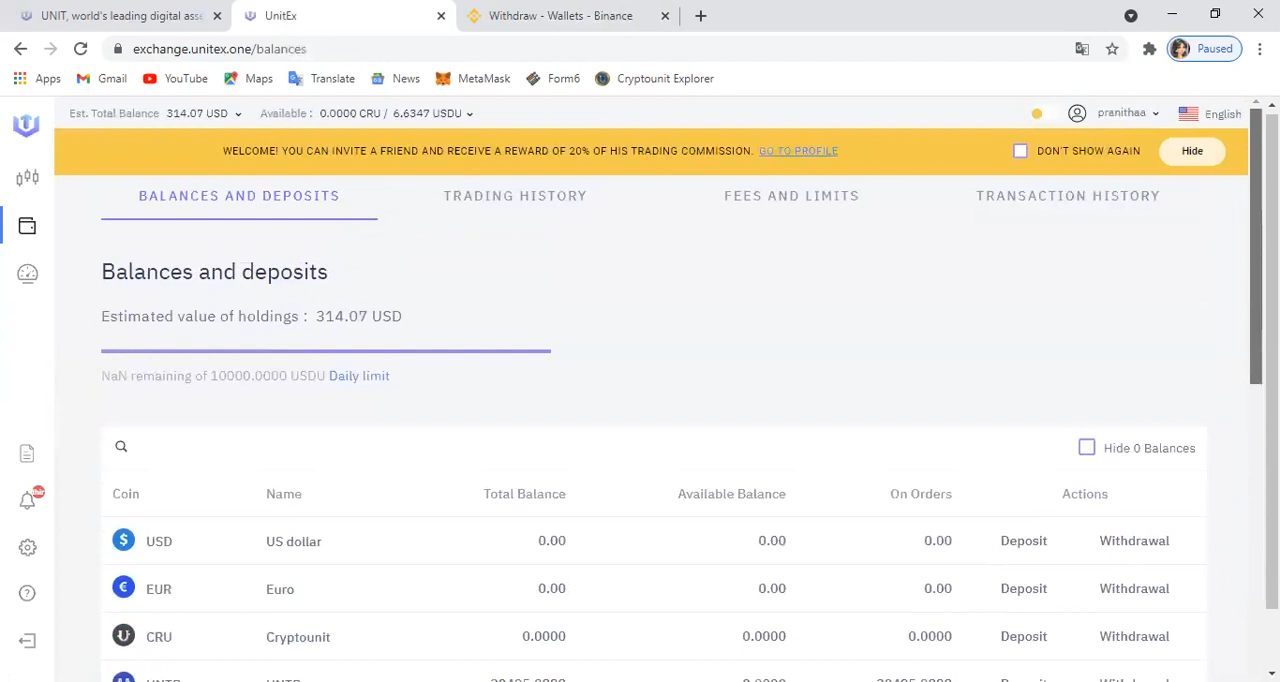 UNIT, world's leading digital asse
UnitEx
Withdraw - Wallets - Binance
exchange.unitex.one/balances
Paused
Apps
Gmail
YouTube
Maps
Translate
News
MetaMask
Form6
Cryptounit Explorer
Est. Total Balance 314.07 USD
Available : 0.0000 CRU / 6.6347 USDU
pranithaa
English
WELCOME! YOU CAN INVITE A FRIEND AND RECEIVE A REWARD OF 20% OF HIS TRADING COMMISSION. GO TO PROFILE
DON'T SHOW AGAIN
Hide
BALANCES AND DEPOSITS
TRADING HISTORY
FEES AND LIMITS
TRANSACTION HISTORY
Balances and deposits
Estimated value of holdings : 314.07 USD
NaN remaining of 10000.0000 USDU Daily limit
Hide 0 Balances
Coin Name Total Balance Available Balance On Orders Actions
USD US dollar 0.00 0.00 0.00 Deposit Withdrawal
EUR Euro 0.00 0.00 0.00 Deposit Withdrawal
CRU Cryptounit 0.0000 0.0000 0.0000 Deposit Withdrawal